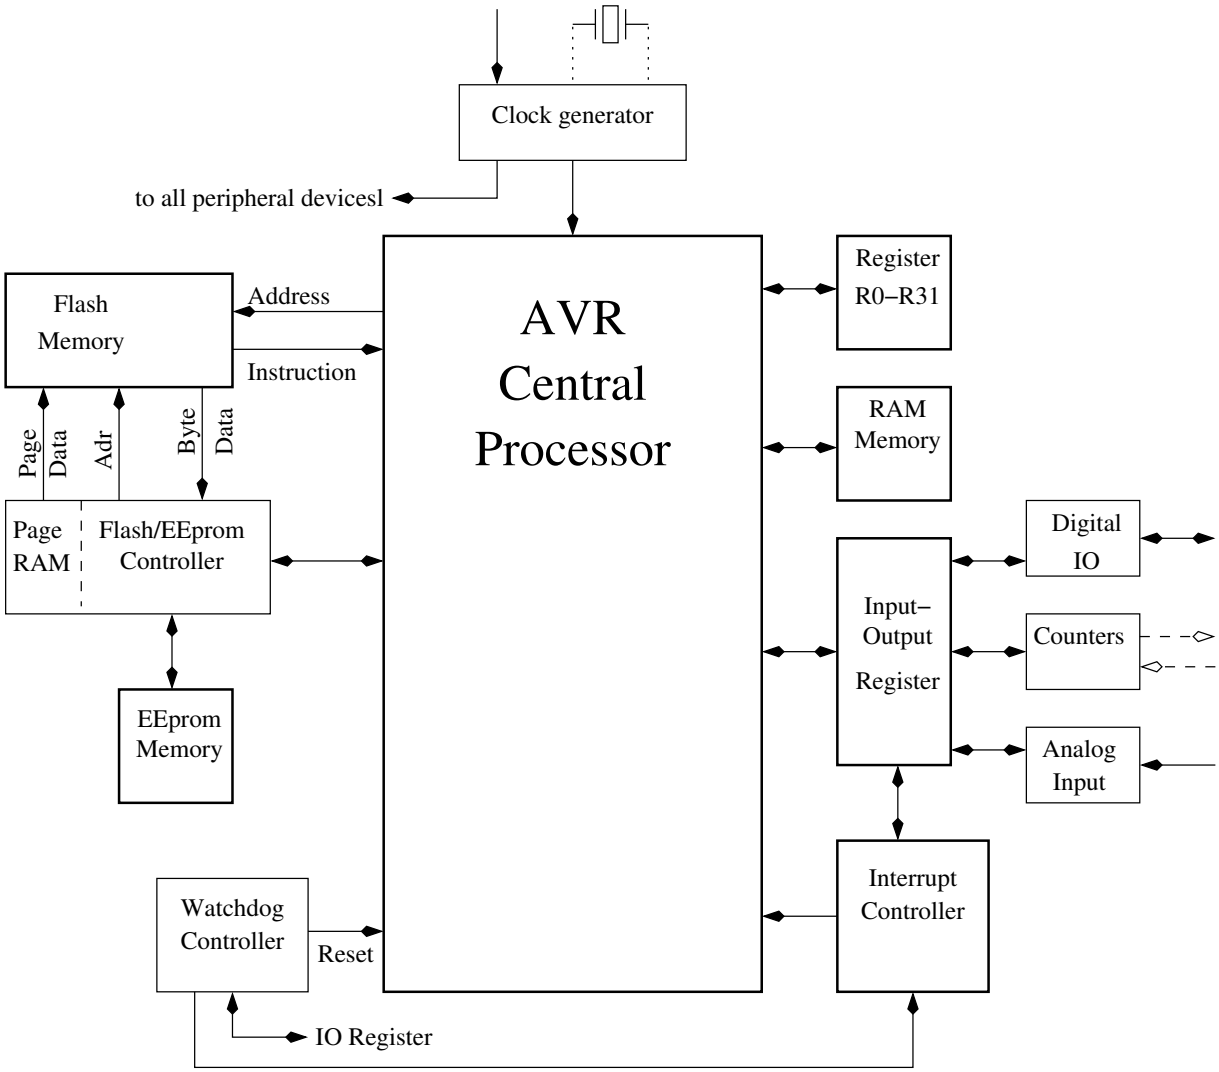 Clock generator
to all peripheral devicesl
AVR
Central
Processor
Flash
Memory
Address
Instruction
Page
Data
Adr
Byte
Data
Page
RAM
Flash/EEprom
Controller
EEprom
Memory
Watchdog
Controller
Reset
IO Register
Register
R0–R31
RAM
Memory
Input–
Output
Register
Digital
IO
Counters
Analog
Input
Interrupt
Controller